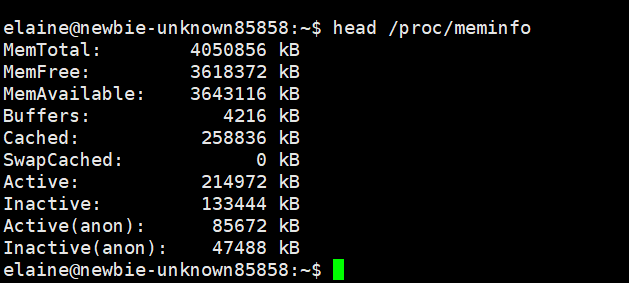 elaine@newbie-unknown85858:~$ head /proc/meminfo
MemTotal:        4050856 kB
MemFree:         3618372 kB
MemAvailable:    3643116 kB
Buffers:            4216 kB
Cached:           258836 kB
SwapCached:            0 kB
Active:           214972 kB
Inactive:         133444 kB
Active(anon):      85672 kB
Inactive(anon):    47488 kB
elaine@newbie-unknown85858:~$